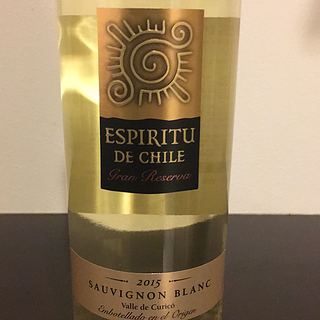 ESPIRITU
DE CHILE
Gran Reserva
2015
SAUVIGNON BLANC
Valle de Curicó
Embotellado en el Origen